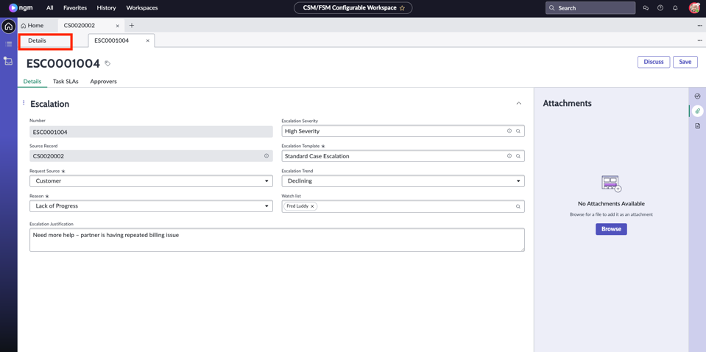 ngm All Favorites History Workspaces CSM/FSM Configurable Workspace Search
Home CS0020002
Details ESC0001004
ESC0001004 Discuss Save
Details Task SLAs Approvers
Escalation
Attachments
Number
ESC0001004
Escalation Severity
High Severity
Source Record
CS0020002
Escalation Template
Standard Case Escalation
Request Source
Customer
Escalation Trend
Declining
Reason
Lack of Progress
Watch list
Fred Luddy
Escalation Justification
Need more help – partner is having repeated billing issue
No Attachments Available
Browse for a file to add it as an attachment
Browse